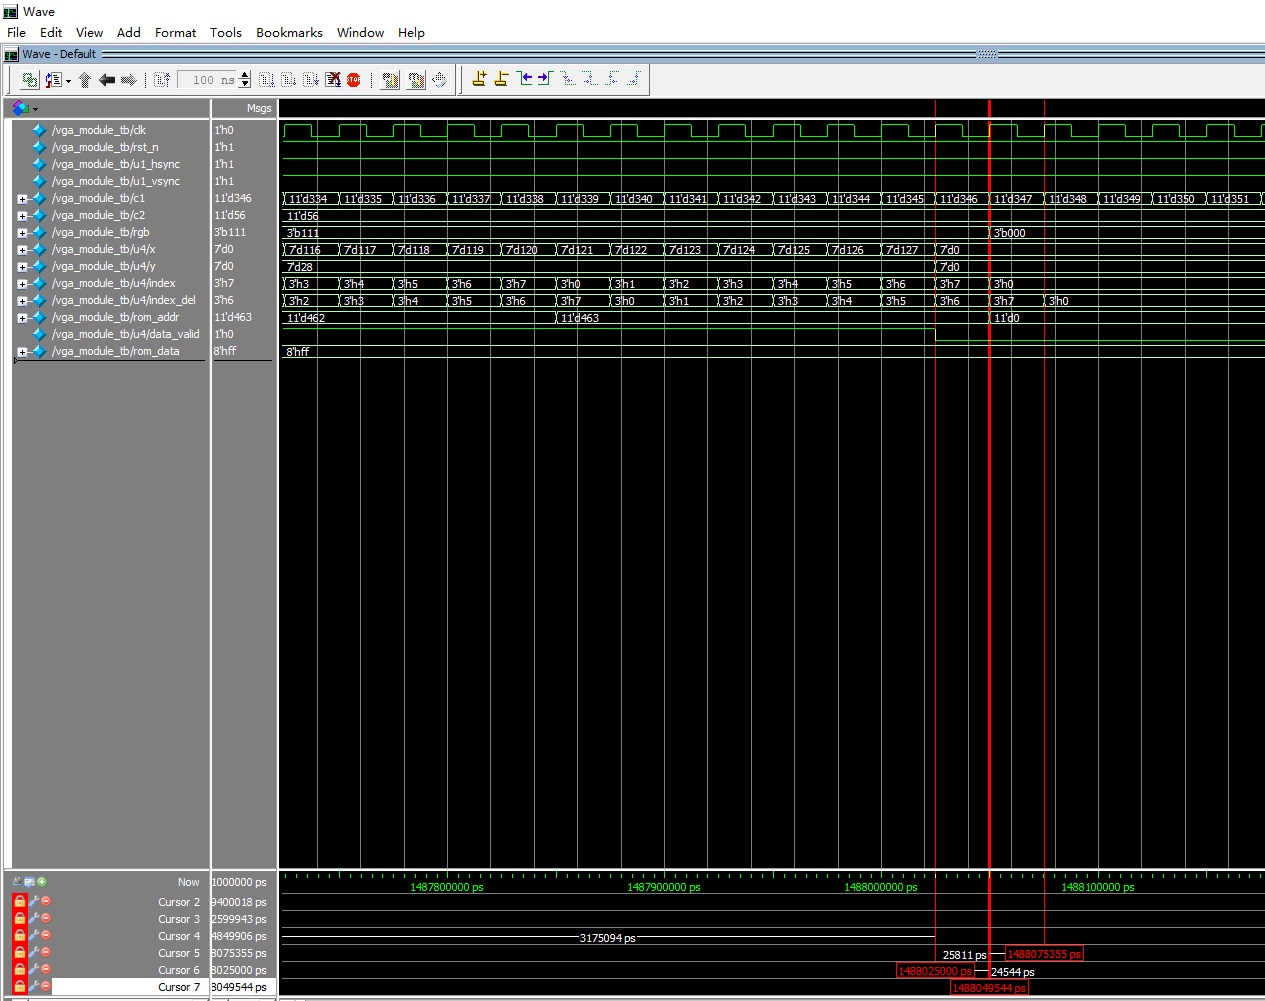 Wave
File Edit View Add Format Tools Bookmarks Window Help
Wave - Default
100 ns STOP
Msgs
/vga_module_tb/clk 1'h0
/vga_module_tb/rst_n 1'h1
/vga_module_tb/u1_hsync 1'h1
/vga_module_tb/u1_vsync 1'h1
/vga_module_tb/c1 11'd346 11'd334 11'd335 11'd336 11'd337 11'd338 11'd339 11'd340 11'd341 11'd342 11'd343 11'd344 11'd345 11'd346 11'd347 11'd348 11'd349 11'd350 11'd351
/vga_module_tb/c2 11'd56 11'd56
/vga_module_tb/rgb 3'b111 3'b111 3'b000
/vga_module_tb/u4/x 7'd0 7'd116 7'd117 7'd118 7'd119 7'd120 7'd121 7'd122 7'd123 7'd124 7'd125 7'd126 7'd127 7'd0
/vga_module_tb/u4/y 7'd0 7'd28 7'd0
/vga_module_tb/u4/index 3'h7 3'h3 3'h4 3'h5 3'h6 3'h7 3'h0 3'h1 3'h2 3'h3 3'h4 3'h5 3'h6 3'h7 3'h0
/vga_module_tb/u4/index_del 3'h6 3'h2 3'h3 3'h4 3'h5 3'h6 3'h7 3'h0 3'h1 3'h2 3'h3 3'h4 3'h5 3'h6 3'h7 3'h0
/vga_module_tb/rom_addr 11'd463 11'd462 11'd463 11'd0
/vga_module_tb/u4/data_valid 1'h0
/vga_module_tb/rom_data 8'hff 8'hff
Now 1000000 ps 1487800000 ps 1487900000 ps 1488000000 ps 1488100000 ps
Cursor 2 9400018 ps
Cursor 3 2599943 ps
Cursor 4 4849906 ps 3175094 ps
Cursor 5 8075355 ps 25811 ps 1488075355 ps
Cursor 6 8025000 ps 1488025000 ps 24544 ps
Cursor 7 8049544 ps 1488049544 ps